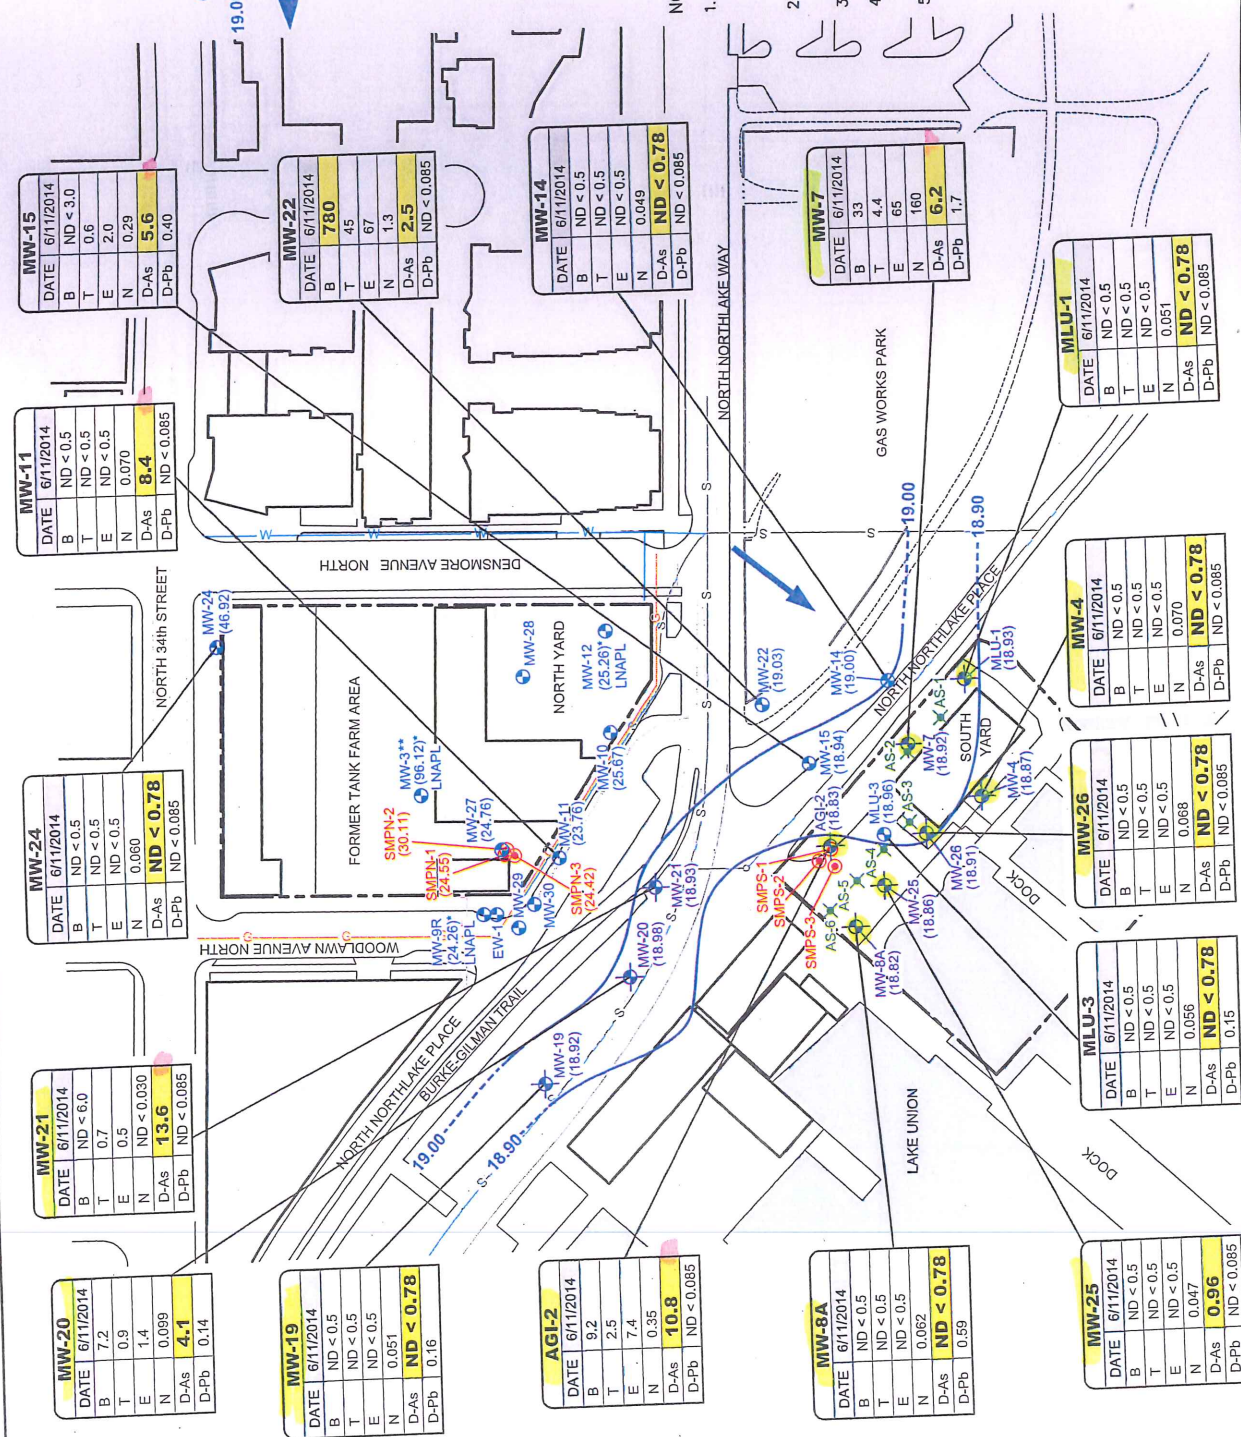 MW-15
DATE 6/11/2014
B ND < 3.0
T 0.6
E 2.0
N 0.29
D-As 5.6
D-Pb 0.40
MW-22
DATE 6/11/2014
B 780
T 45
E 67
N 1.3
D-As 2.5
D-Pb ND < 0.085
MW-14
DATE 6/11/2014
B ND < 0.5
T ND < 0.5
E ND < 0.5
N 0.049
D-As ND < 0.78
D-Pb ND < 0.085
MW-7
DATE 6/11/2014
B 33
T 4.4
E 65
N 160
D-As 6.2
D-Pb 1.7
MLU-1
DATE 6/11/2014
B ND < 0.5
T ND < 0.5
E ND < 0.5
N 0.051
D-As ND < 0.78
D-Pb ND < 0.085
MW-11
DATE 6/11/2014
B ND < 0.5
T ND < 0.5
E ND < 0.5
N 0.070
D-As 8.4
D-Pb ND < 0.085
MW-4
DATE 6/11/2014
B ND < 0.5
T ND < 0.5
E ND < 0.5
N 0.070
D-As ND < 0.78
D-Pb ND < 0.085
MW-24
DATE 6/11/2014
B ND < 0.5
T ND < 0.5
E ND < 0.5
N 0.060
D-As ND < 0.78
D-Pb ND < 0.085
MW-26
DATE 6/11/2014
B ND < 0.5
T ND < 0.5
E ND < 0.5
N 0.068
D-As ND < 0.78
D-Pb ND < 0.085
MW-21
DATE 6/11/2014
B ND < 6.0
T 0.7
E 0.5
N ND < 0.030
D-As 13.6
D-Pb ND < 0.085
MLU-3
DATE 6/11/2014
B ND < 0.5
T ND < 0.5
E ND < 0.5
N 0.056
D-As ND < 0.78
D-Pb 0.15
MW-20
DATE 6/11/2014
B 7.2
T 0.9
E 1.4
N 0.099
D-As 4.1
D-Pb 0.14
MW-19
DATE 6/11/2014
B ND < 0.5
T ND < 0.5
E ND < 0.5
N 0.051
D-As ND < 0.78
D-Pb 0.16
AGI-2
DATE 6/11/2014
B 9.2
T 2.5
E 7.4
N 0.35
D-As 10.8
D-Pb ND < 0.085
MW-8A
DATE 6/11/2014
B ND < 0.5
T ND < 0.5
E ND < 0.5
N 0.062
D-As ND < 0.78
D-Pb 0.59
MW-25
DATE 6/11/2014
B ND < 0.5
T ND < 0.5
E ND < 0.5
N 0.047
D-As 0.96
D-Pb ND < 0.085
NORTH 34th STREET
DENSMORE AVENUE NORTH
WOODLAWN AVENUE NORTH
NORTH NORTHLAKE WAY
NORTH NORTHLAKE PLACE
NORTH NORTHLAKE PLACE
BURKE-GILMAN TRAIL
GAS WORKS PARK
FORMER TANK FARM AREA
NORTH YARD
SOUTH
YARD
LAKE UNION
DOCK
DOCK
MW-24
(46.92)
MW-28
MW-12
(25.26)*
LNAPL
MW-3**
(96.12)*
LNAPL
MW-10
(25.67)
MW-27
(24.76)
MW-11
(23.76)
SMPN-2
(30.11)
SMPN-1
(24.55)
SMPN-3
(24.42)
MW-29
MW-30
MW-9R
(24.26)*
LNAPL
EW-1
MW-21
(18.93)
MW-20
(18.98)
MW-19
(18.92)
MW-22
(19.03)
MW-14
(19.00)
MW-15
(18.94)
AGI-2
(18.83)
MLU-3
(18.96)
MW-7
(18.92)
MLU-1
(18.93)
MW-4
(18.87)
MW-26
(18.91)
MW-25
(18.86)
MW-8A
(18.82)
SMPS-1
SMPS-2
SMPS-3
AS-1
AS-2
AS-3
AS-4
AS-5
AS-6
19.00
18.90
19.00
18.90
19.0
W
W
W
W
G
G
G
S
S
S
S
S
S
S
S
S
1.
2
3
4
5